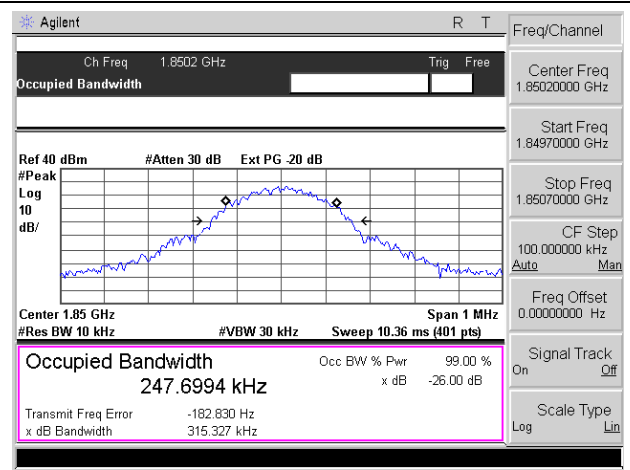 Agilent R T
Freq/Channel
Ch Freq 1.8502 GHz Trig Free
Occupied Bandwidth
Center Freq
1.85020000 GHz
Start Freq
1.84970000 GHz
Stop Freq
1.85070000 GHz
CF Step
100.000000 kHz
Auto Man
Freq Offset
0.00000000 Hz
Signal Track
On Off
Scale Type
Log Lin
Ref 40 dBm #Atten 30 dB Ext PG -20 dB
#Peak
Log
10
dB/
Center 1.85 GHz Span 1 MHz
#Res BW 10 kHz #VBW 30 kHz Sweep 10.36 ms (401 pts)
Occupied Bandwidth Occ BW % Pwr 99.00 %
247.6994 kHz x dB -26.00 dB
Transmit Freq Error -182.830 Hz
x dB Bandwidth 315.327 kHz